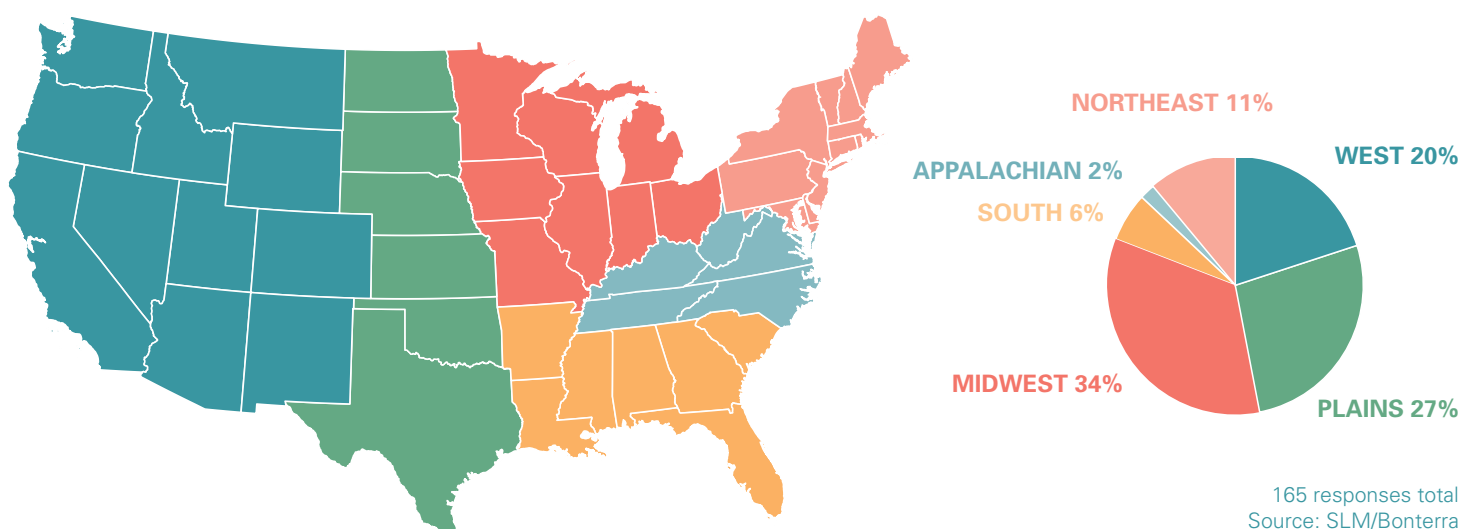 NORTHEAST 11%
WEST 20%
APPALACHIAN 2%
SOUTH 6%
MIDWEST 34%
PLAINS 27%
165 responses total
Source: SLM/Bonterra